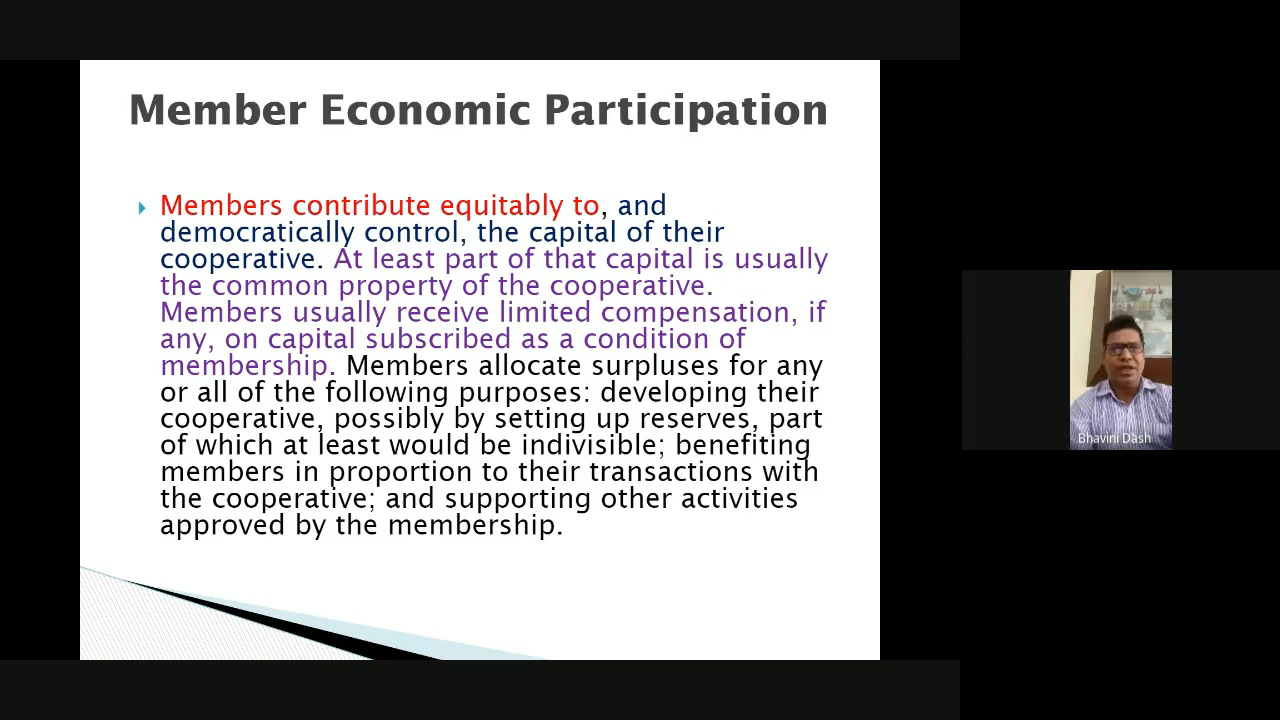 Member Economic Participation
Members contribute equitably to, and
democratically control, the capital of their
cooperative. At least part of that capital is usually
the common property of the cooperative.
Members usually receive limited compensation, if
any, on capital subscribed as a condition of
membership. Members allocate surpluses for any
or all of the following purposes: developing their
cooperative, possibly by setting up reserves, part
of which at least would be indivisible; benefiting
members in proportion to their transactions with
the cooperative; and supporting other activities
approved by the membership.
Bhavini Dash